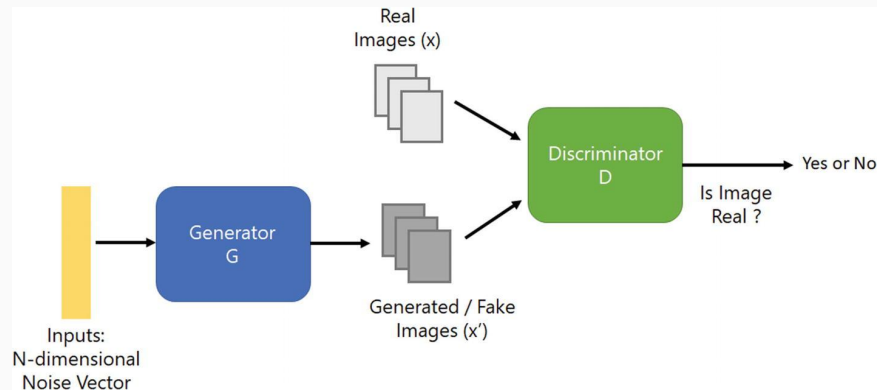 Real
Images (x)
Discriminator
D
Yes or No
Is Image
Real ?
Generator
G
Generated / Fake
Images (x’)
Inputs:
N-dimensional
Noise Vector